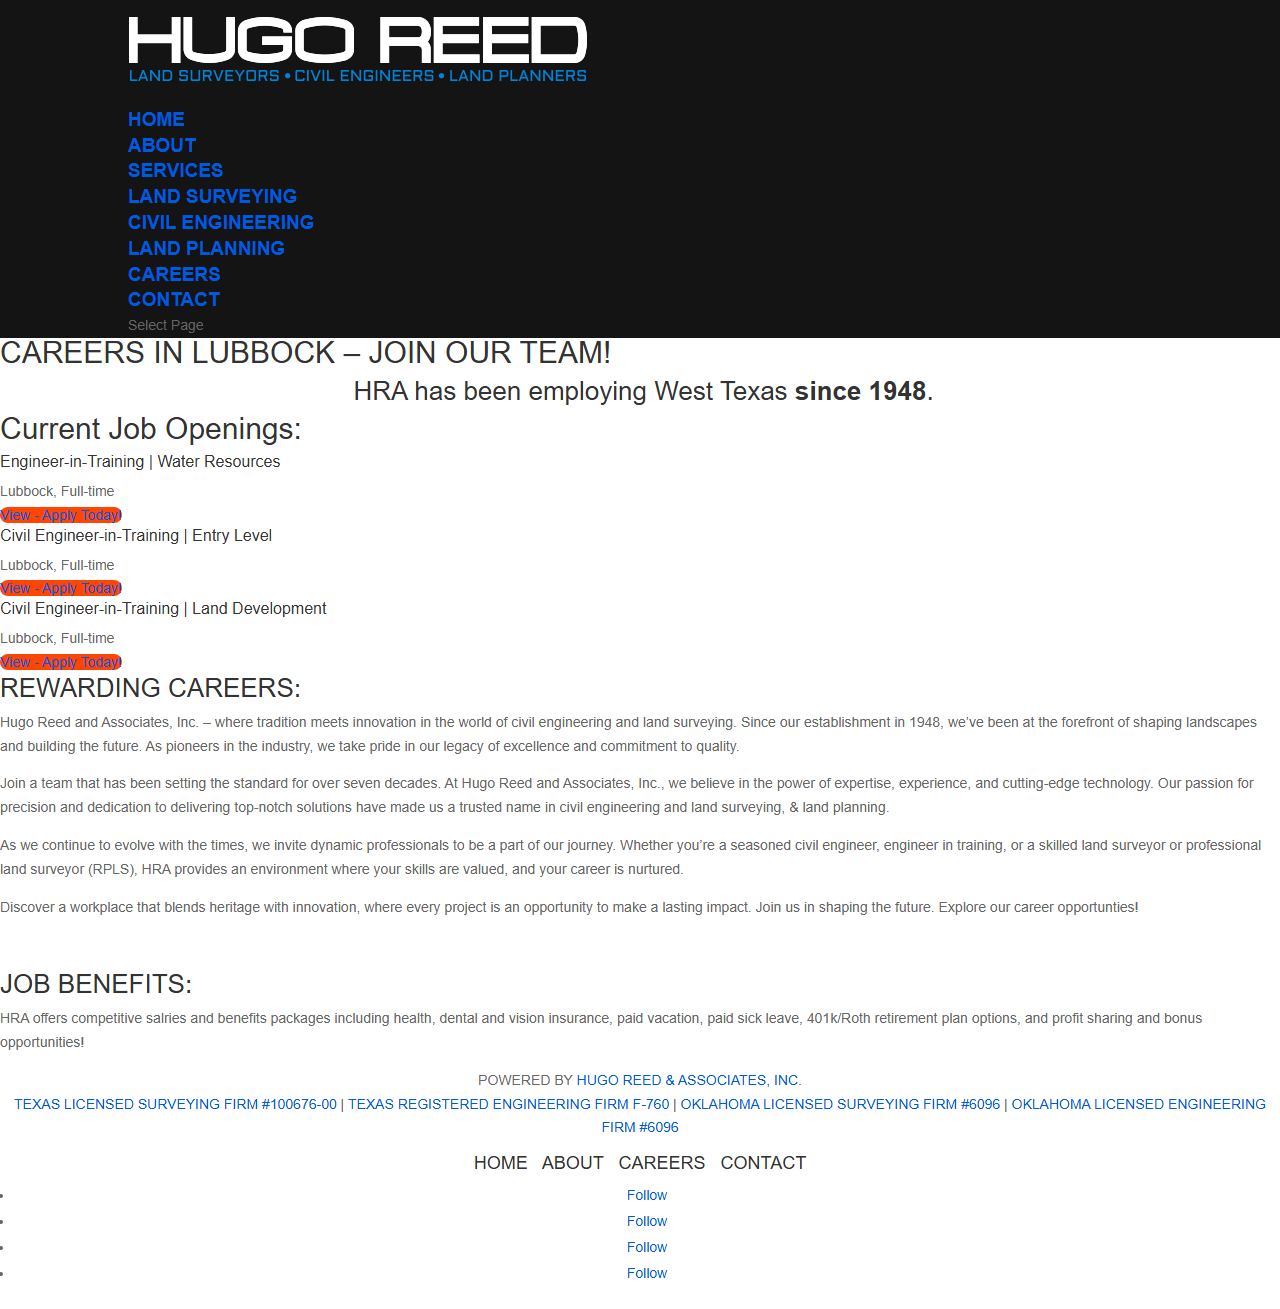 HUGO REED
LAND SURVEYORS • CIVIL ENGINEERS • LAND PLANNERS
HOME
ABOUT
SERVICES
LAND SURVEYING
CIVIL ENGINEERING
LAND PLANNING
CAREERS
CONTACT
Select Page
CAREERS IN LUBBOCK – JOIN OUR TEAM!
HRA has been employing West Texas since 1948.
Current Job Openings:
Engineer-in-Training | Water Resources
Lubbock, Full-time
View - Apply Today!
Civil Engineer-in-Training | Entry Level
Lubbock, Full-time
View - Apply Today!
Civil Engineer-in-Training | Land Development
Lubbock, Full-time
View - Apply Today!
REWARDING CAREERS:
Hugo Reed and Associates, Inc. – where tradition meets innovation in the world of civil engineering and land surveying. Since our establishment in 1948, we’ve been at the forefront of shaping landscapes
and building the future. As pioneers in the industry, we take pride in our legacy of excellence and commitment to quality.
Join a team that has been setting the standard for over seven decades. At Hugo Reed and Associates, Inc., we believe in the power of expertise, experience, and cutting-edge technology. Our passion for
precision and dedication to delivering top-notch solutions have made us a trusted name in civil engineering and land surveying, & land planning.
As we continue to evolve with the times, we invite dynamic professionals to be a part of our journey. Whether you’re a seasoned civil engineer, engineer in training, or a skilled land surveyor or professional
land surveyor (RPLS), HRA provides an environment where your skills are valued, and your career is nurtured.
Discover a workplace that blends heritage with innovation, where every project is an opportunity to make a lasting impact. Join us in shaping the future. Explore our career opportunties!
JOB BENEFITS:
HRA offers competitive salries and benefits packages including health, dental and vision insurance, paid vacation, paid sick leave, 401k/Roth retirement plan options, and profit sharing and bonus
opportunities!
POWERED BY HUGO REED & ASSOCIATES, INC.
TEXAS LICENSED SURVEYING FIRM #100676-00 | TEXAS REGISTERED ENGINEERING FIRM F-760 | OKLAHOMA LICENSED SURVEYING FIRM #6096 | OKLAHOMA LICENSED ENGINEERING
FIRM #6096
HOME ABOUT CAREERS CONTACT
Follow
Follow
Follow
Follow